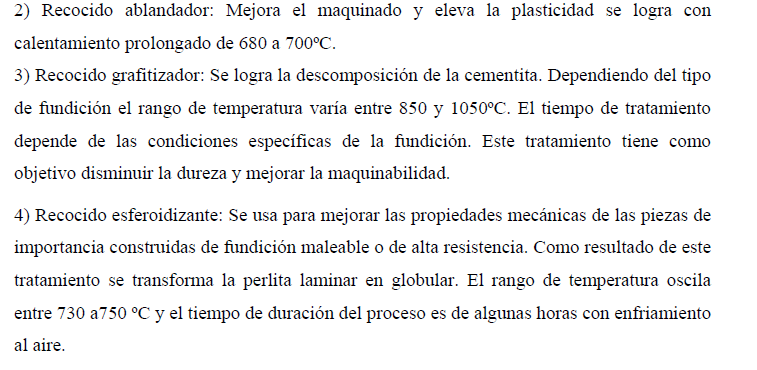 2) Recocido ablandador: Mejora el maquinado y eleva la plasticidad se logra con
calentamiento prolongado de 680 a 700ºC.
3) Recocido grafitizador: Se logra la descomposición de la cementita. Dependiendo del tipo
de fundición el rango de temperatura varía entre 850 y 1050ºC. El tiempo de tratamiento
depende de las condiciones específicas de la fundición. Este tratamiento tiene como
objetivo disminuir la dureza y mejorar la maquinabilidad.
4) Recocido esferoidizante: Se usa para mejorar las propiedades mecánicas de las piezas de
importancia construidas de fundición maleable o de alta resistencia. Como resultado de este
tratamiento se transforma la perlita laminar en globular. El rango de temperatura oscila
entre 730 a750 ºC y el tiempo de duración del proceso es de algunas horas con enfriamiento
al aire.